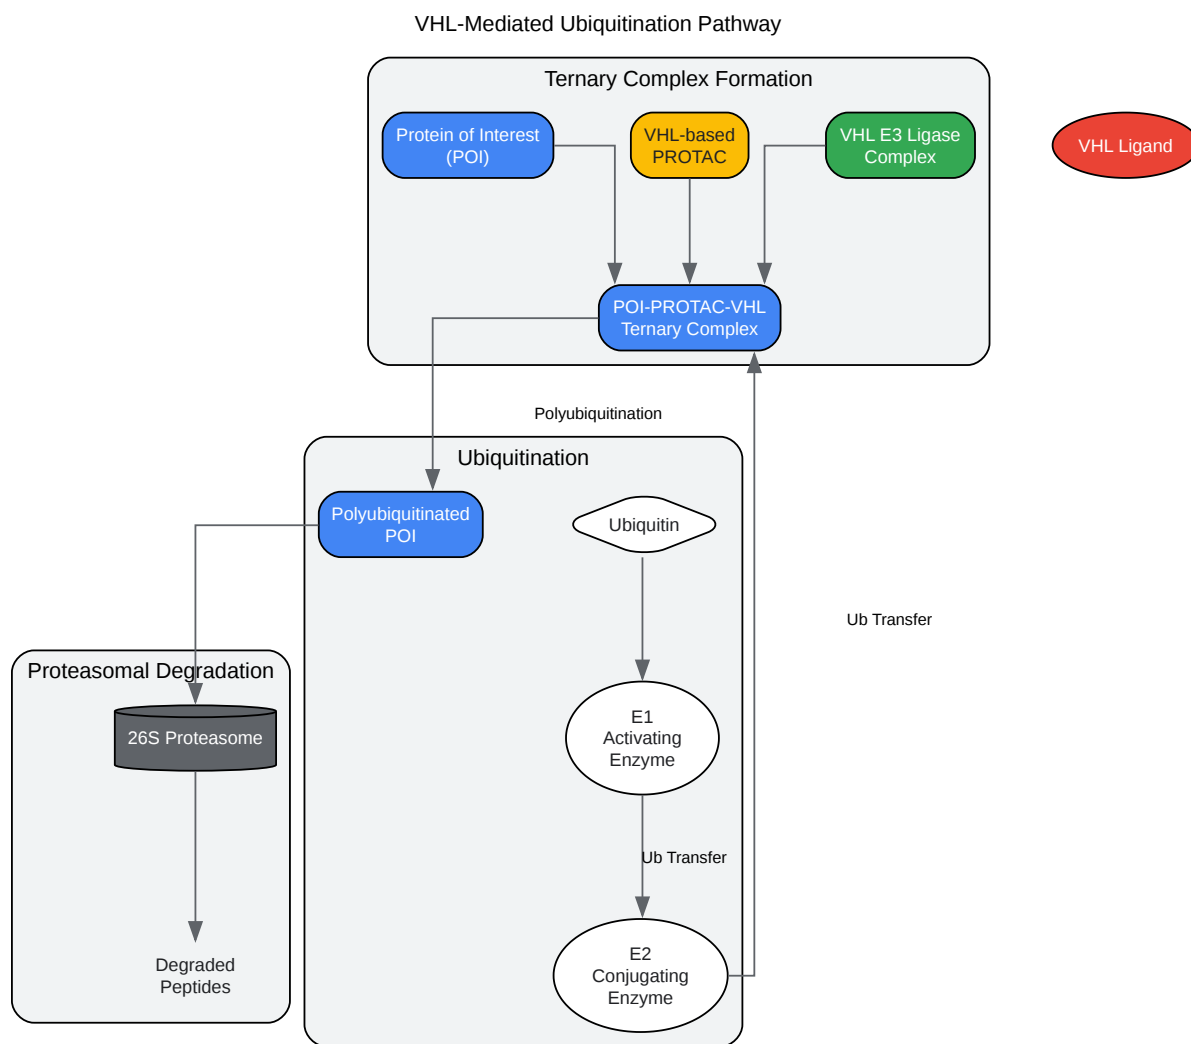 VHL-Mediated Ubiquitination Pathway
Ternary Complex Formation
Protein of Interest
(POI)
VHL-based
PROTAC
VHL E3 Ligase
Complex
VHL Ligand
POI-PROTAC-VHL
Ternary Complex
Polyubiquitination
Ubiquitination
Polyubiquitinated
POI
Ubiquitin
Ub Transfer
Proteasomal Degradation
26S Proteasome
E1
Activating
Enzyme
Ub Transfer
Degraded
Peptides
E2
Conjugating
Enzyme